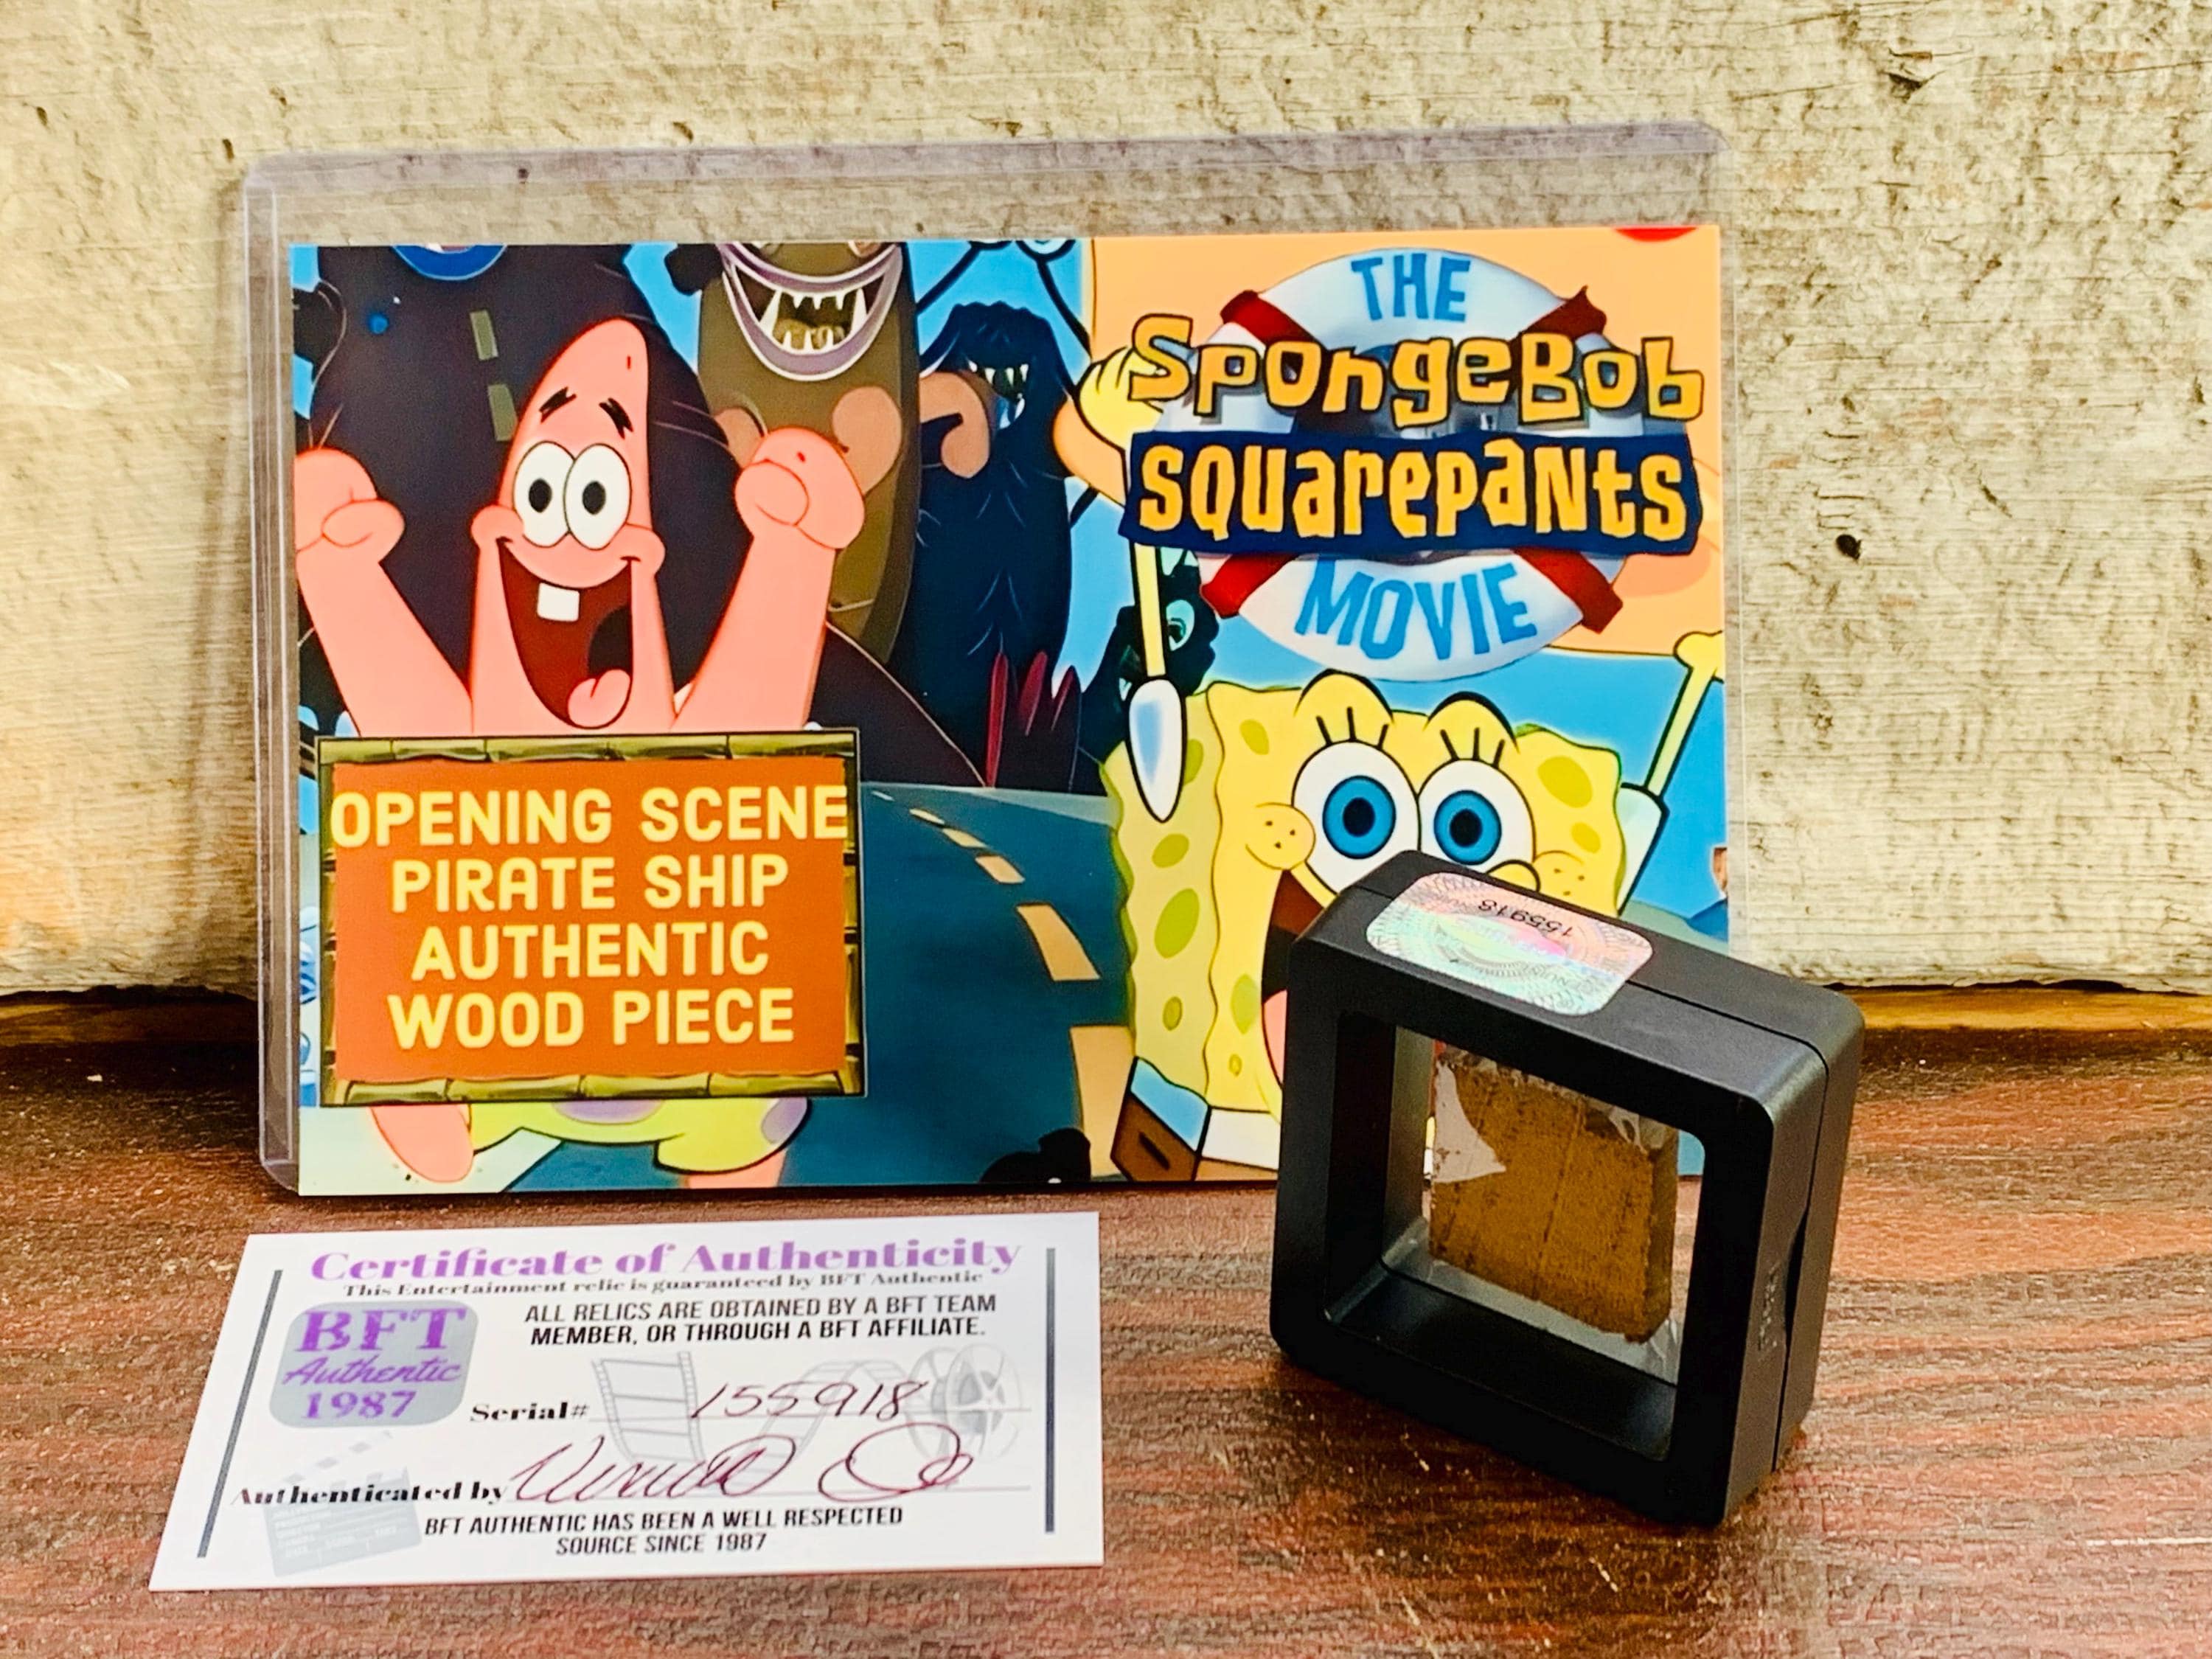 THE
SpongeBob
SquarePants
MOVIE
OPENING SCENE
PIRATE SHIP
AUTHENTIC
WOOD PIECE
155918
Certificate of Authenticity
This Entertainment relic is guaranteed by BFT Authentic
ALL RELICS ARE OBTAINED BY A BFT TEAM
MEMBER, OR THROUGH A BFT AFFILIATE.
BFT
Authentic
1987
Serial# 155918
Authenticated by
BFT AUTHENTIC HAS BEEN A WELL RESPECTED
SOURCE SINCE 1987